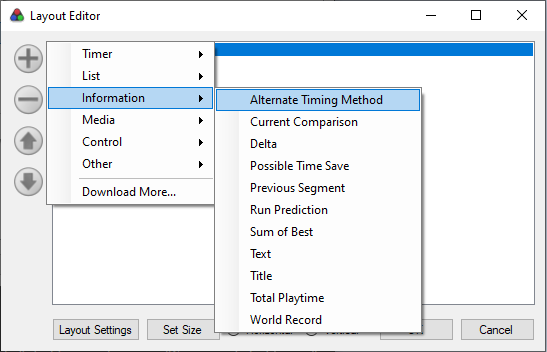 Layout Editor
Timer
List
Information
Media
Control
Other
Download More...
Alternate Timing Method
Current Comparison
Delta
Possible Time Save
Previous Segment
Run Prediction
Sum of Best
Text
Title
Total Playtime
World Record
Layout Settings
Set Size
Cancel